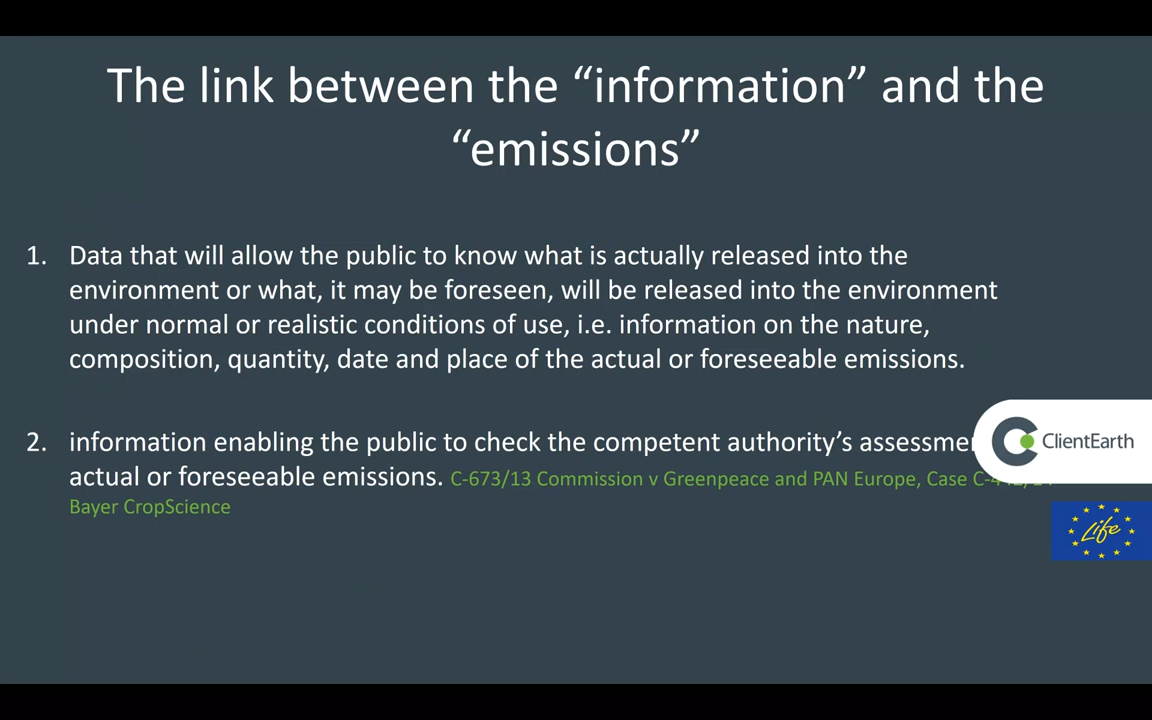 The link between the “information” and the
“emissions”
1. Data that will allow the public to know what is actually released into the
environment or what, it may be foreseen, will be released into the environment
under normal or realistic conditions of use, i.e. information on the nature,
composition, quantity, date and place of the actual or foreseeable emissions.
2. information enabling the public to check the competent authority’s
actual or foreseeable emissions. C-673/13 Commission v Greenpeace and PAN Europe, Case
Bayer CropScience
ClientEarth
Life